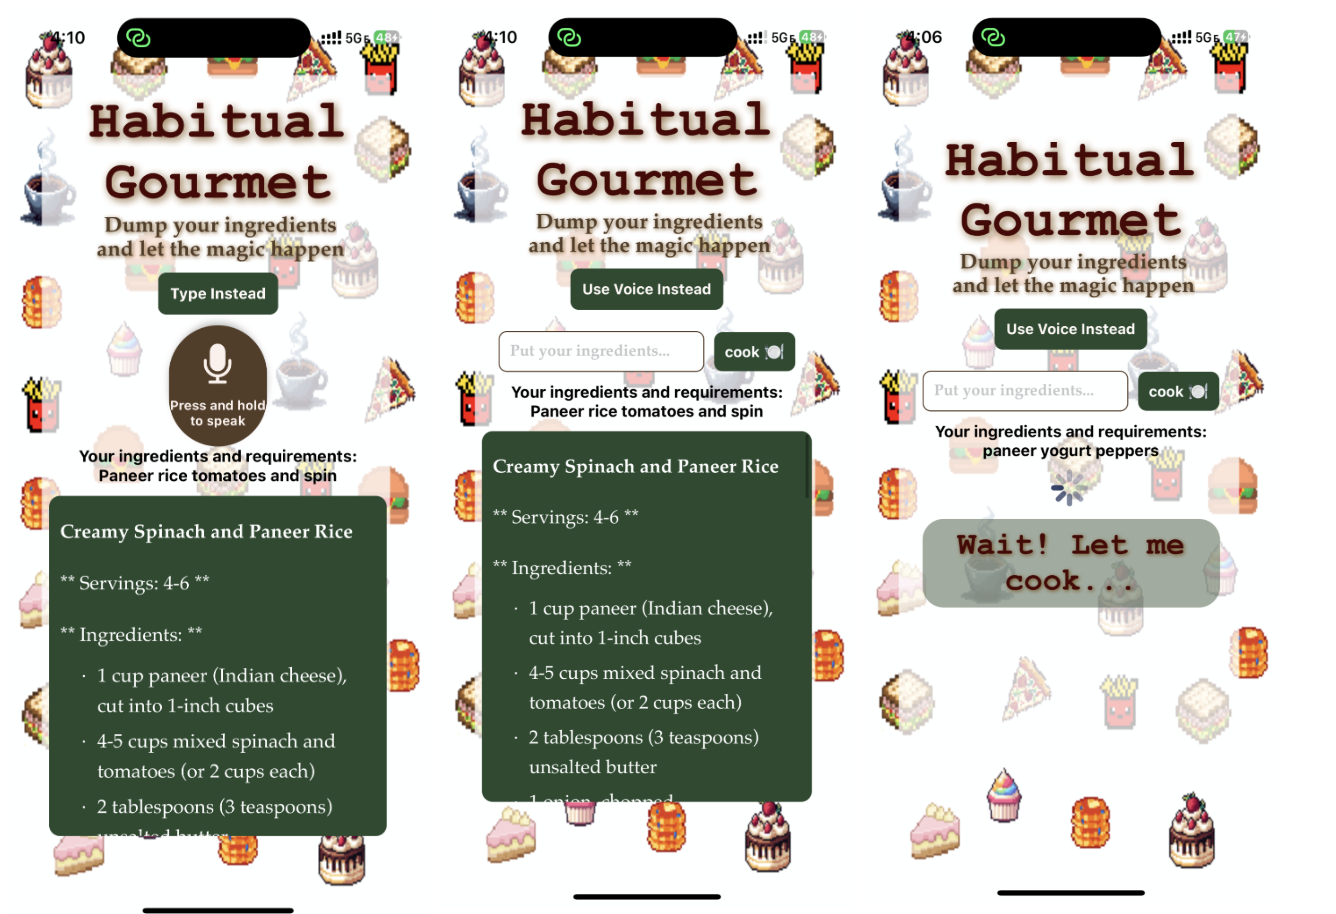 4:10
5G 48
Habitual
Gourmet
Dump your ingredients
and let the magic happen
Type Instead
Press and hold
to speak
Your ingredients and requirements:
Paneer rice tomatoes and spin
Creamy Spinach and Paneer Rice
** Servings: 4-6 **
** Ingredients: **
· 1 cup paneer (Indian cheese),
cut into 1-inch cubes
· 4-5 cups mixed spinach and
tomatoes (or 2 cups each)
· 2 tablespoons (3 teaspoons)
unsalted butter
4:10
5G 48
Habitual
Gourmet
Dump your ingredients
and let the magic happen
Use Voice Instead
Put your ingredients...
cook
Your ingredients and requirements:
Paneer rice tomatoes and spin
Creamy Spinach and Paneer Rice
** Servings: 4-6 **
** Ingredients: **
· 1 cup paneer (Indian cheese),
cut into 1-inch cubes
· 4-5 cups mixed spinach and
tomatoes (or 2 cups each)
· 2 tablespoons (3 teaspoons)
unsalted butter
1 onion, chopped
4:06
5G 47
Habitual
Gourmet
Dump your ingredients
and let the magic happen
Use Voice Instead
Put your ingredients...
cook
Your ingredients and requirements:
paneer yogurt peppers
Wait! Let me
cook...